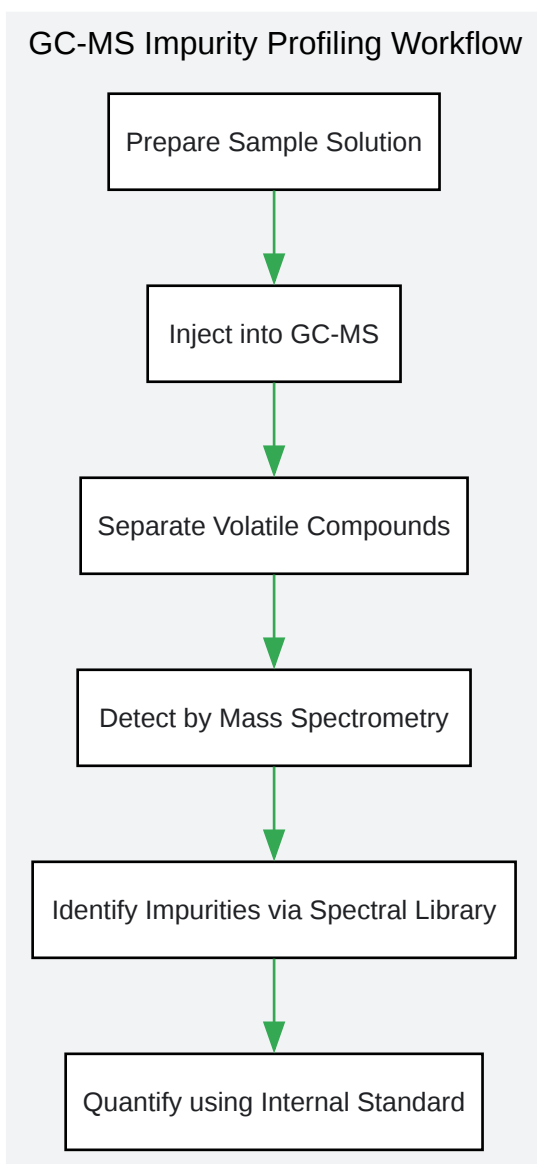 GC-MS Impurity Profiling Workflow
Prepare Sample Solution
Inject into GC-MS
Separate Volatile Compounds
Detect by Mass Spectrometry
Identify Impurities via Spectral Library
Quantify using Internal Standard